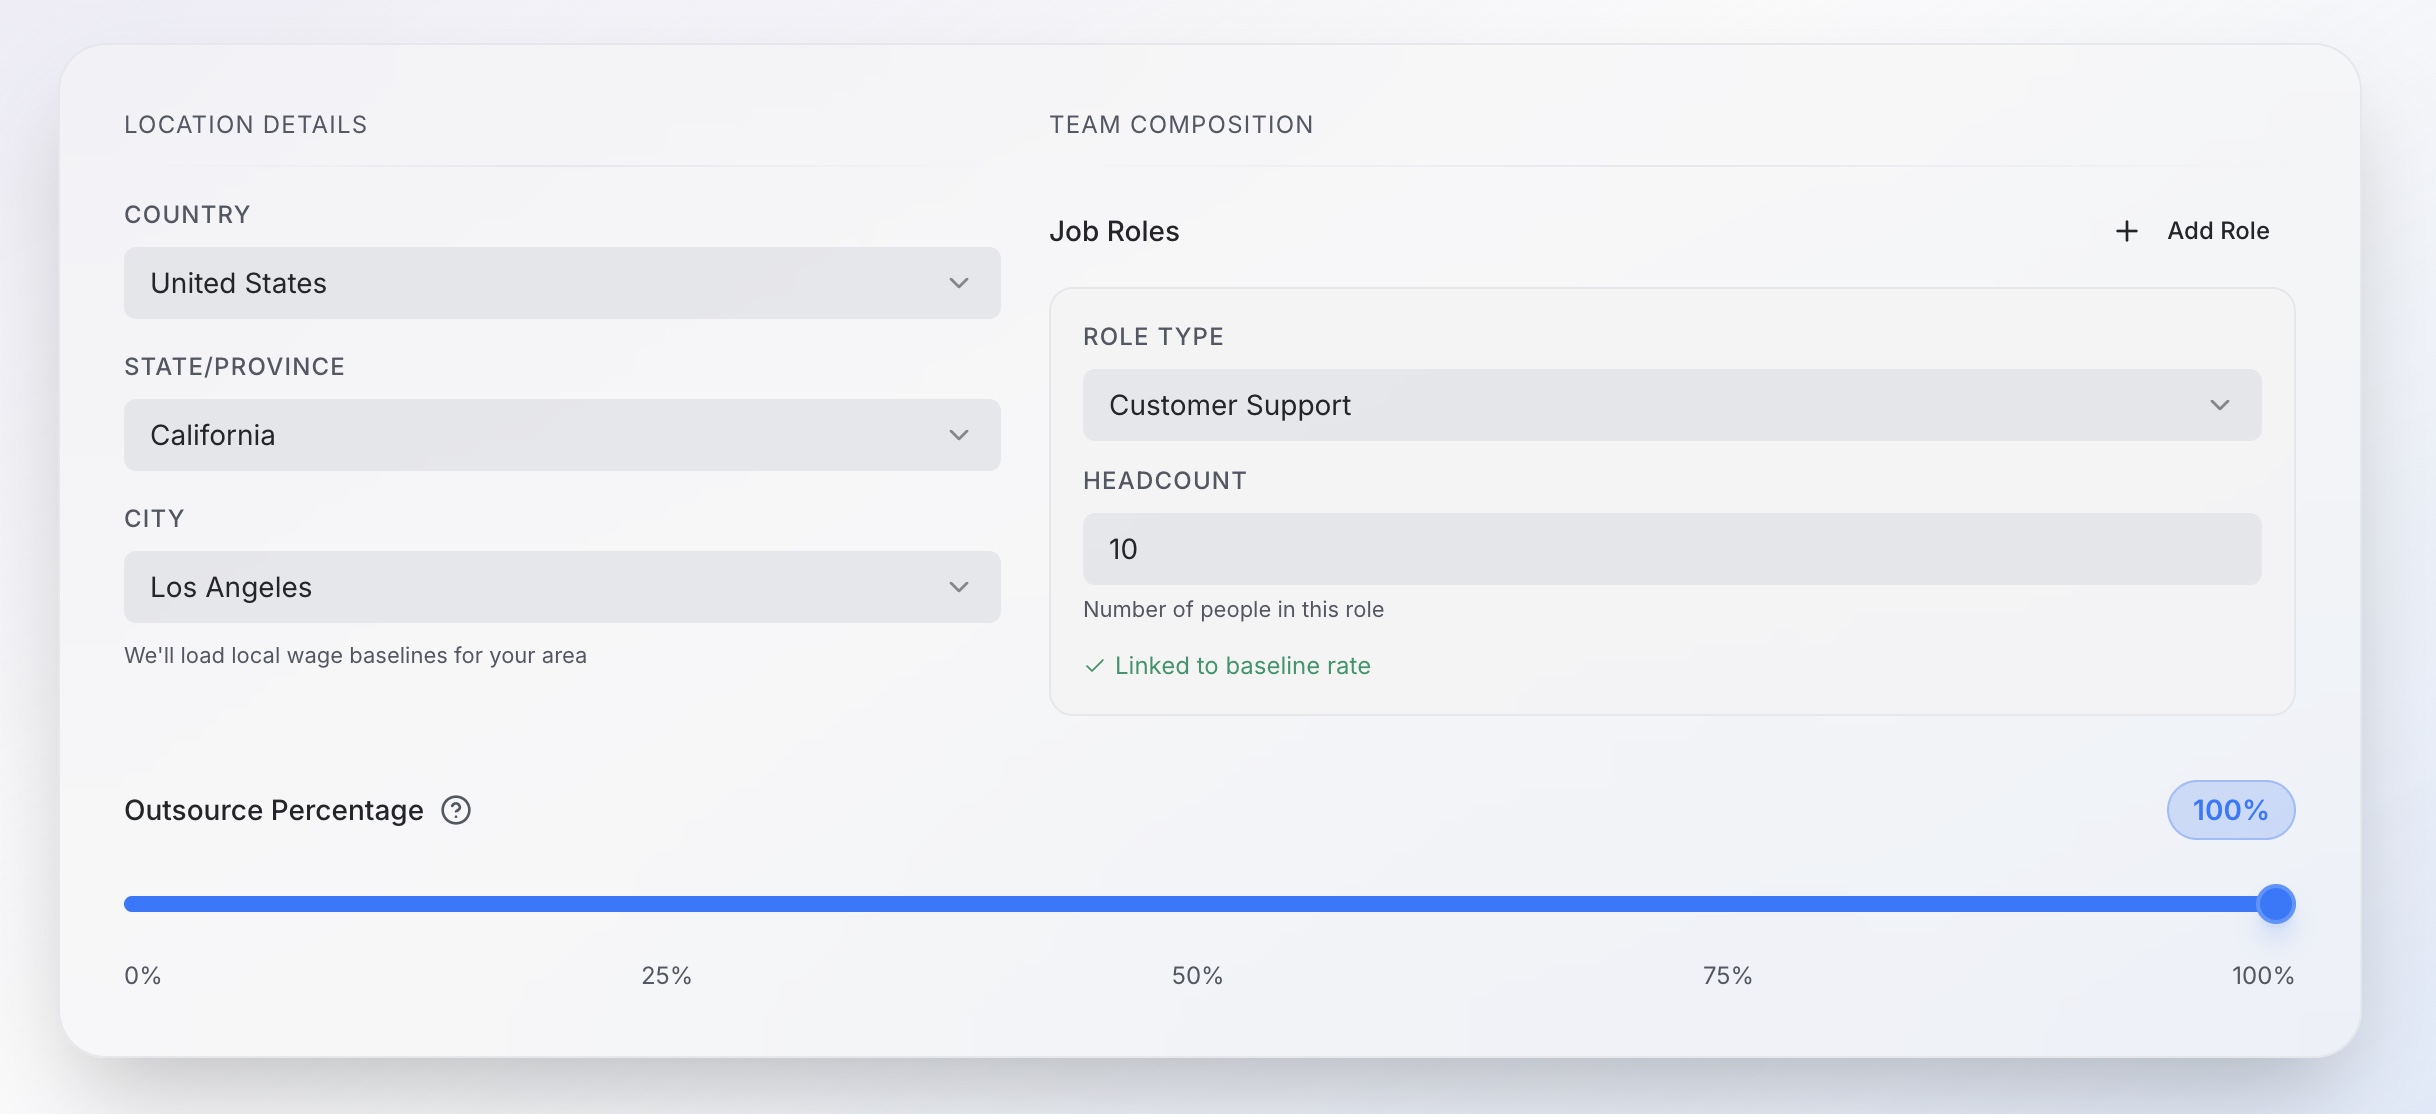 LOCATION DETAILS
COUNTRY
United States
STATE/PROVINCE
California
CITY
Los Angeles
We'll load local wage baselines for your area
TEAM COMPOSITION
Job Roles
Add Role
ROLE TYPE
Customer Support
HEADCOUNT
10
Number of people in this role
Linked to baseline rate
Outsource Percentage
100%
0% 25% 50% 75% 100%